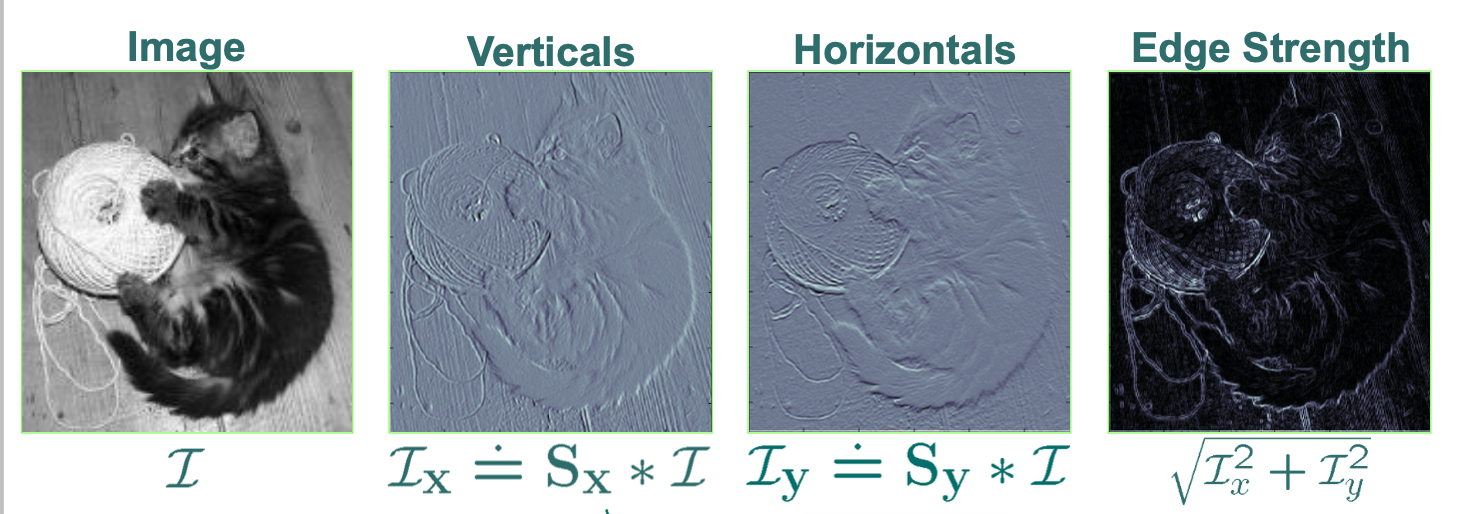 Image Verticals Horizontals Edge Strength
$\mathcal{I}$ $\mathcal{I}_{\mathbf{x}} \doteq \mathbf{S}_{\mathbf{x}} * \mathcal{I}$ $\mathcal{I}_{\mathbf{y}} \doteq \mathbf{S}_{\mathbf{y}} * \mathcal{I}$ $\sqrt{\mathcal{I}_x^2 + \mathcal{I}_y^2}$